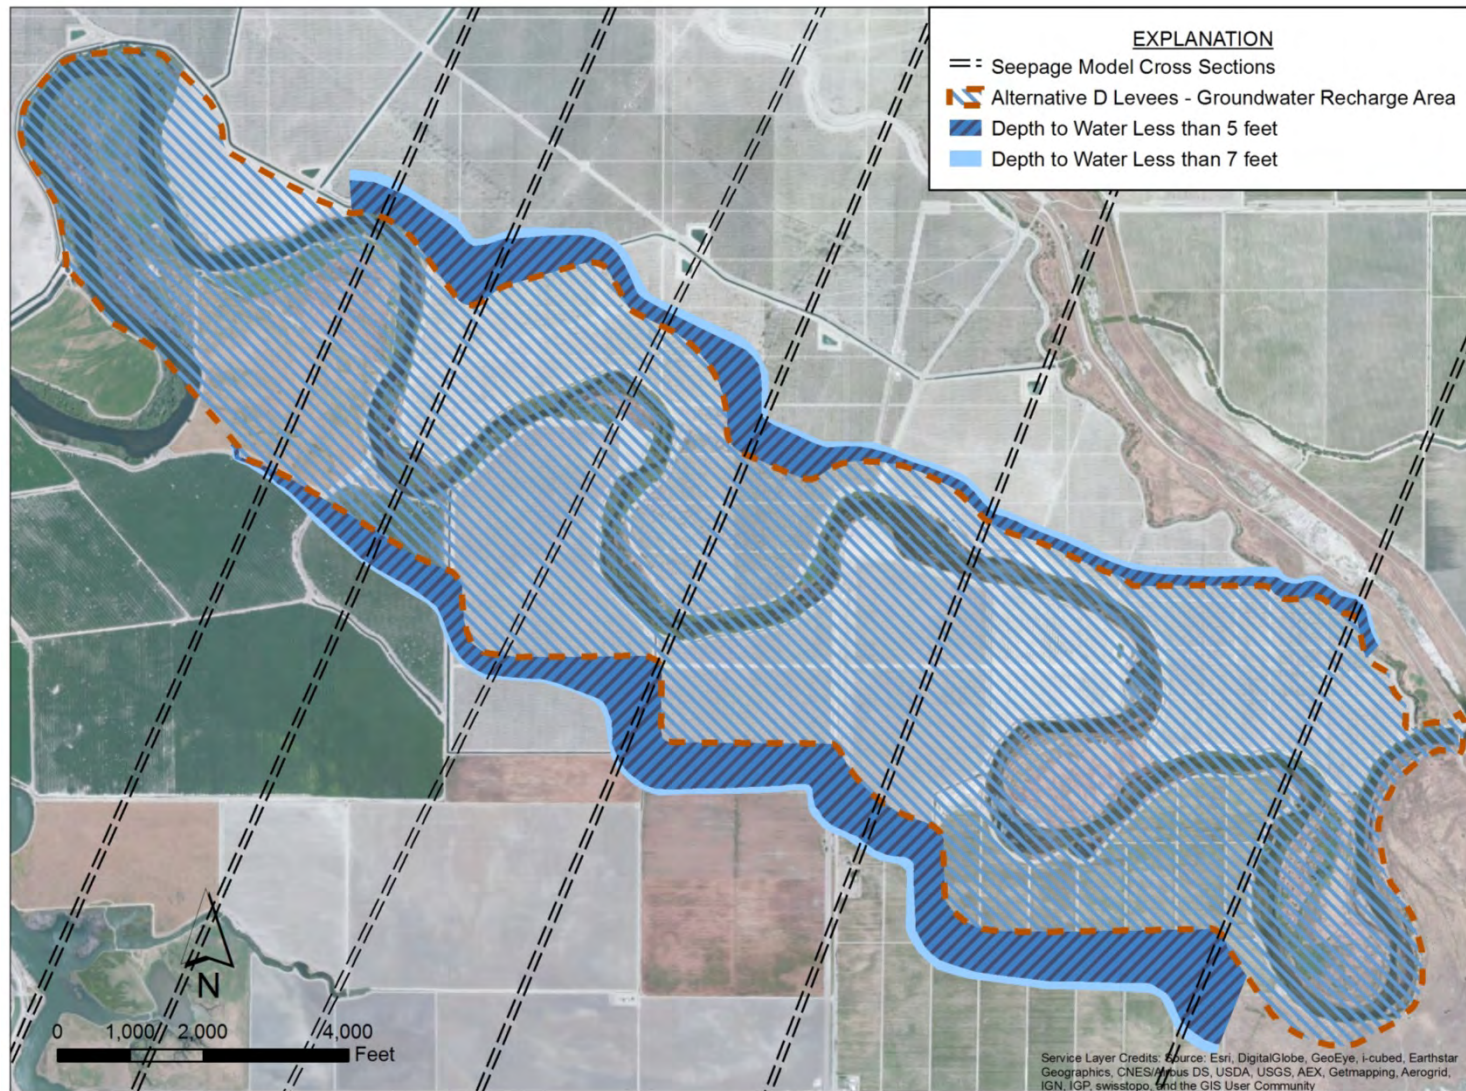 EXPLANATION
Seepage Model Cross Sections
Alternative D Levees - Groundwater Recharge Area
Depth to Water Less than 5 feet
Depth to Water Less than 7 feet
N
0 1,000 2,000 4,000
Feet
Service Layer Credits: Source: Esri, DigitalGlobe, GeoEye, i-cubed, Earthstar
Geographics, CNES/Airbus DS, USDA, USGS, AEX, Getmapping, Aerogrid,
IGN, IGP, swisstopo, and the GIS User Community